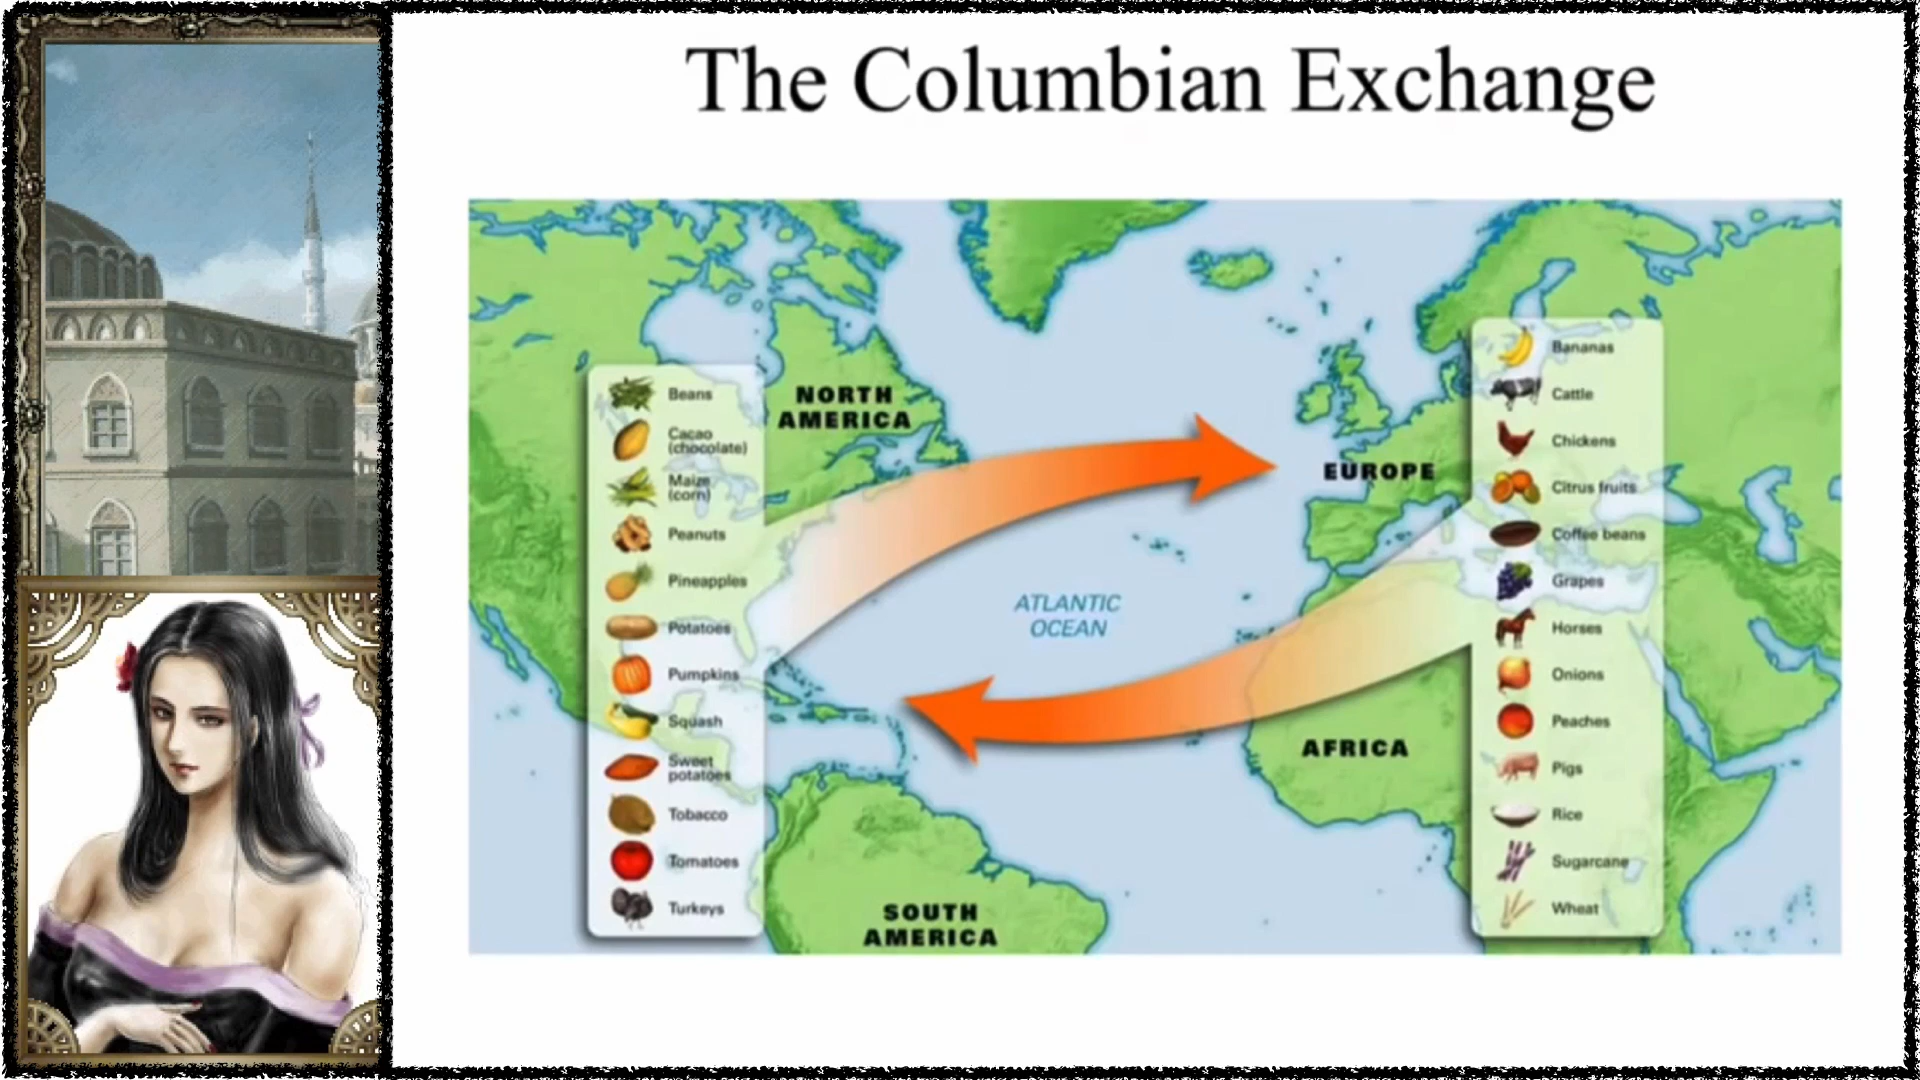 The Columbian Exchange
NORTH
AMERICA
Beans
Cacao
(chocolate)
Maize
(corn)
Peanuts
Pineapples
Potatoes
Pumpkins
Squash
Sweet
potatoes
Tobacco
Tomatoes
Turkeys
ATLANTIC
OCEAN
SOUTH
AMERICA
EUROPE
AFRICA
Bananas
Cattle
Chickens
Citrus fruits
Coffee beans
Grapes
Horses
Onions
Peaches
Pigs
Rice
Sugarcane
Wheat